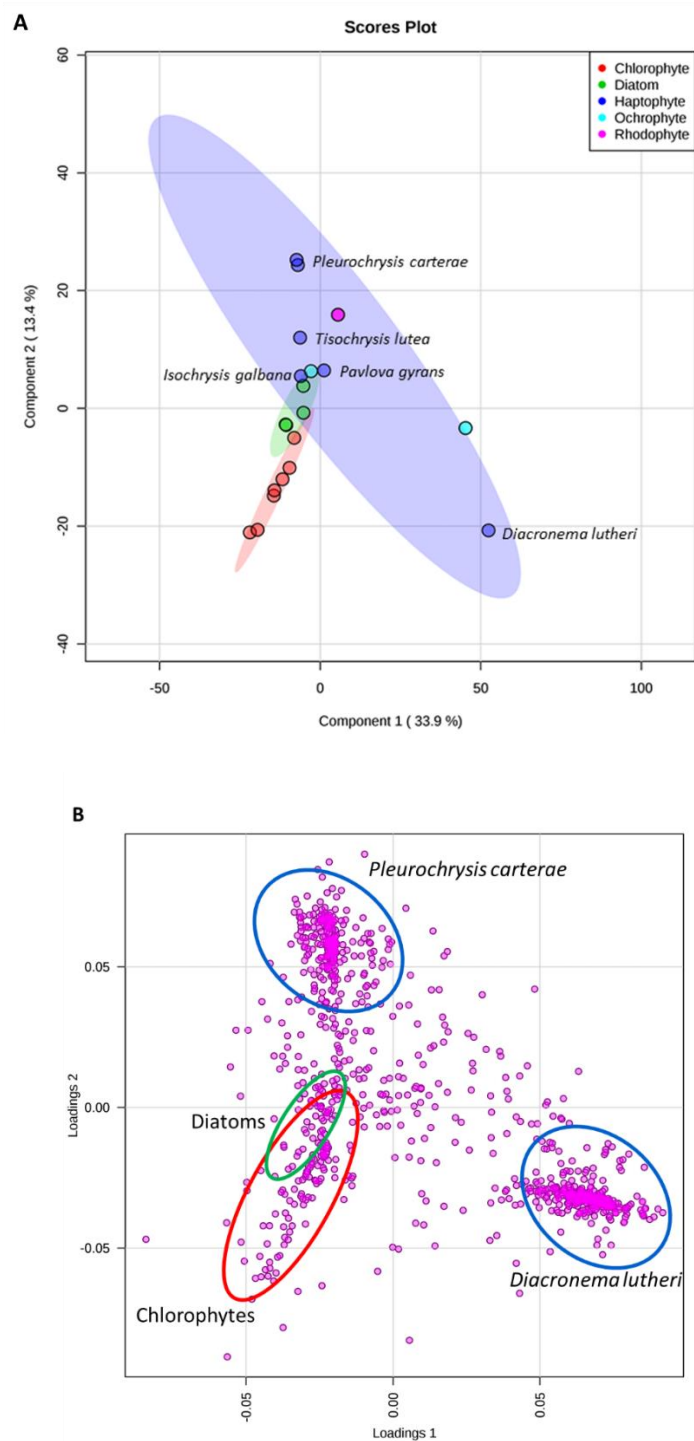 A
Scores Plot
Chlorophyte
Diatom
Haptophyte
Ochrophyte
Rhodophyte
60
40
20
0
-20
-40
Component 2 ( 13.4 %)
Pleurochrysis carterae
Tisochrysis lutea
Isochrysis galbana
Pavlova gyrans
Diacronema lutheri
-50
0
50
100
Component 1 ( 33.9 %)
B
Pleurochrysis carterae
0.05
0.00
-0.05
Loadings 2
Diatoms
Chlorophytes
Diacronema lutheri
-0.05
0.00
0.05
Loadings 1